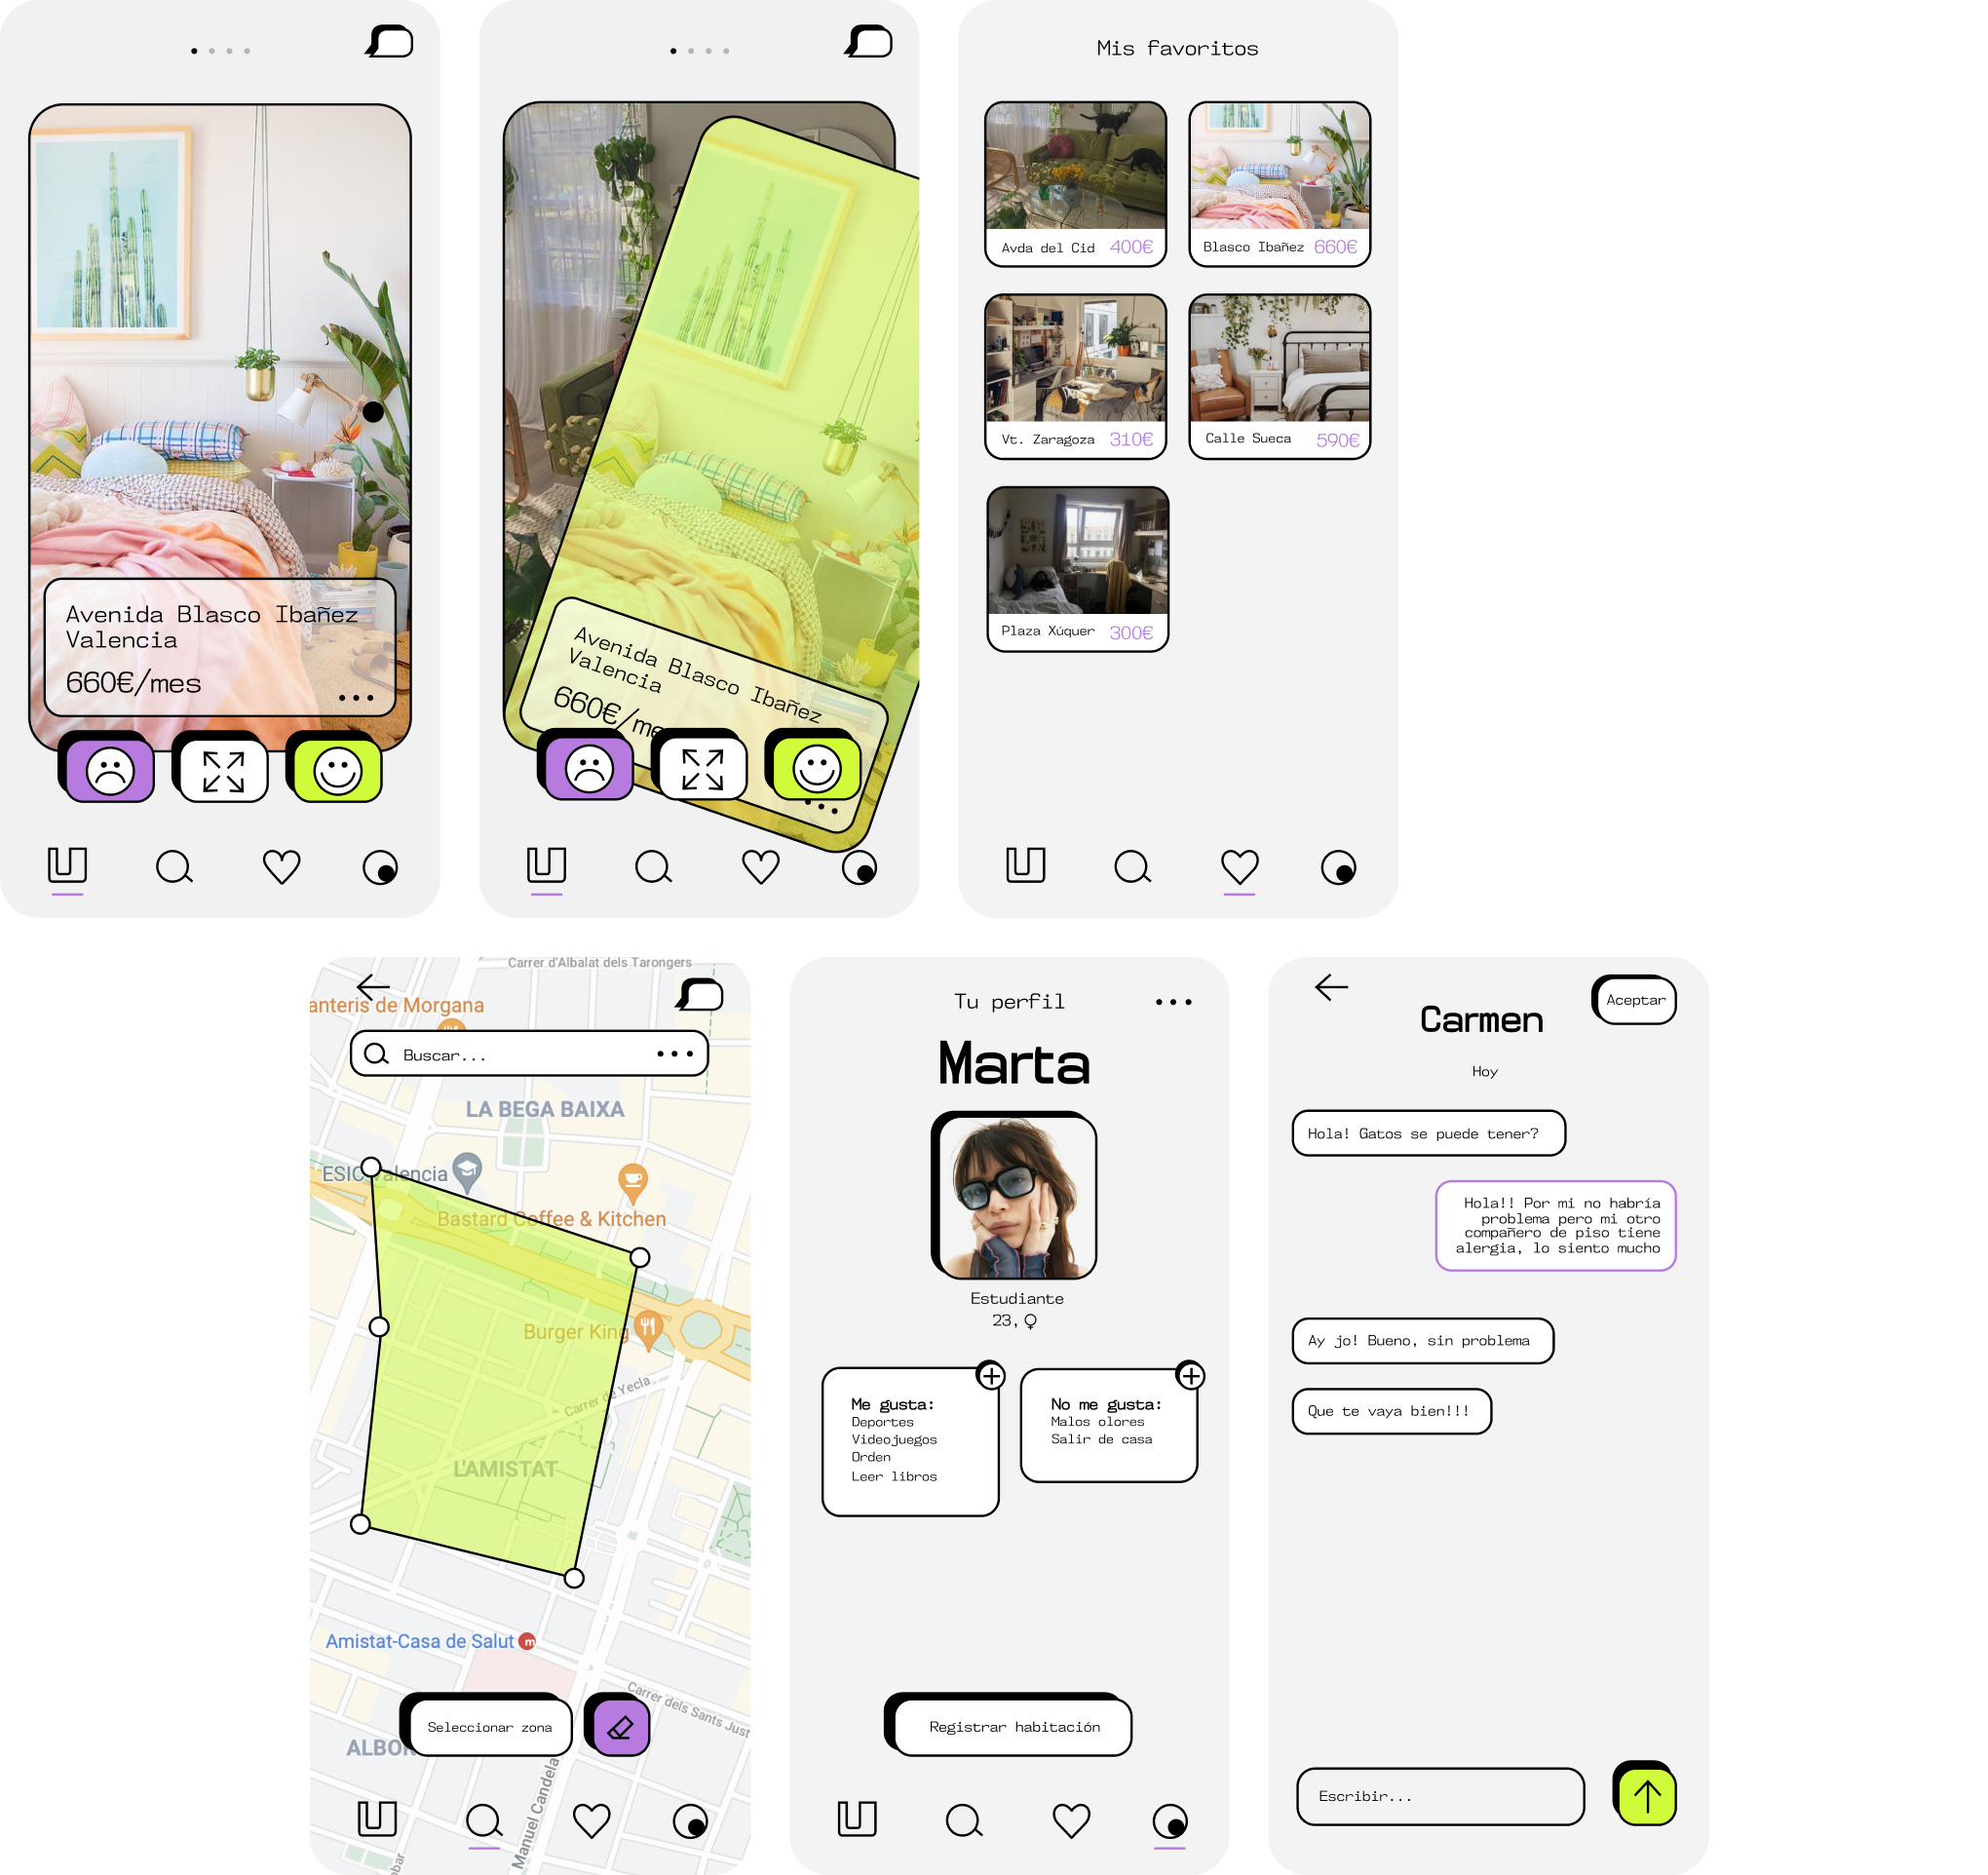 Avenida Blasco Ibañez
Valencia
660€/mes
Avenida Blasco Ibañez
Valencia
Mis favoritos
Avda del Cid 400€
Blasco Ibañez 660€
Vt. Zaragoza 310€
Calle Sueca 590€
Plaza Xúquer 300€
Carrer d'Albalat dels Tarongers
anteris de Morgana
Buscar...
LA BEGA BAIXA
ESIC Valencia
Bastard Coffee & Kitchen
Burger King
Carrer de Yecla
L'AMISTAT
Amistat-Casa de Salut
Carrer dels Sants Just
Seleccionar zona
ALBOR
Manuel Candela
Tu perfil
Marta
Estudiante
23, ♀
Me gusta:
Deportes
Videojuegos
Orden
Leer libros
No me gusta:
Malos olores
Salir de casa
Registrar habitación
Aceptar
Carmen
Hoy
Hola! Gatos se puede tener?
Hola!! Por mi no habría
problema pero mi otro
compañero de piso tiene
alergia, lo siento mucho
Ay jo! Bueno, sin problema
Que te vaya bien!!!
Escribir...